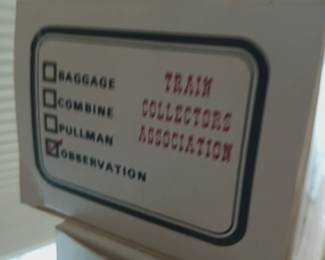 BAGGAGE
COMBINE
PULLMAN
OBSERVATION
TRAIN
COLLECTORS
ASSOCIATION